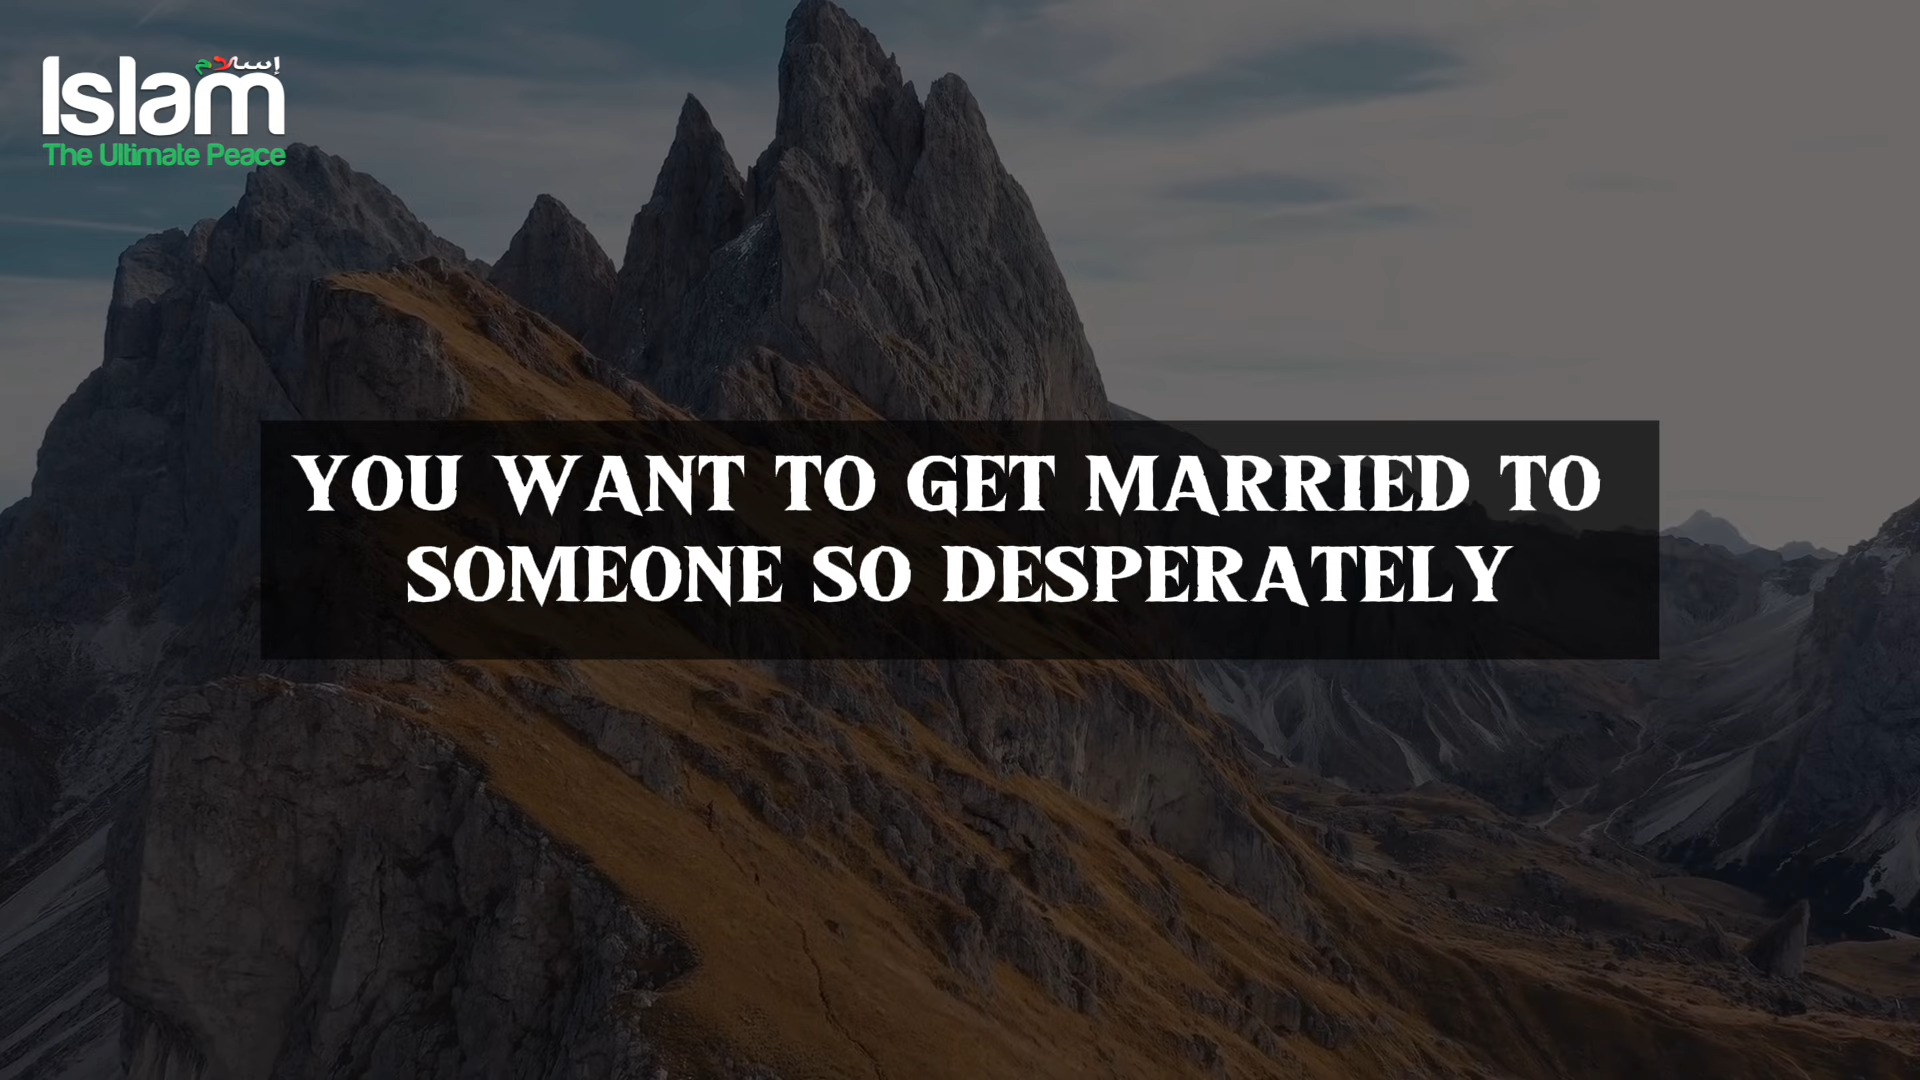 إسلام
Islam
The Ultimate Peace
YOU WANT TO GET MARRIED TO
SOMEONE SO DESPERATELY